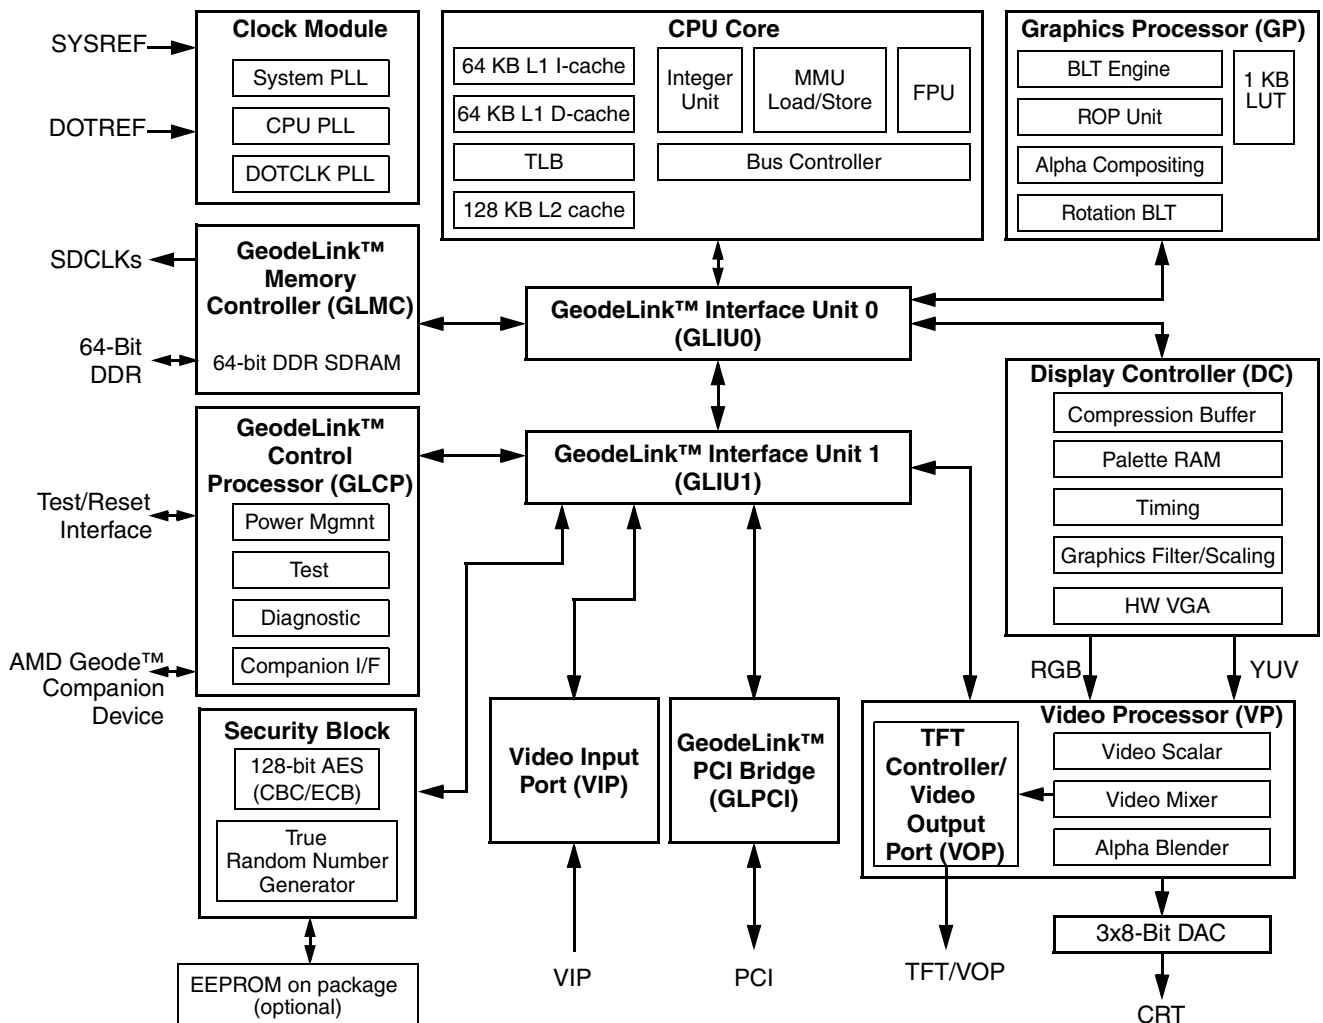 SYSREF
DOTREF
Clock Module
System PLL
CPU PLL
DOTCLK PLL
CPU Core
64 KB L1 I-cache
64 KB L1 D-cache
TLB
128 KB L2 cache
Integer
Unit
MMU
Load/Store
FPU
Bus Controller
Graphics Processor (GP)
BLT Engine
ROP Unit
Alpha Compositing
Rotation BLT
1 KB
LUT
SDCLKs
64-Bit
DDR
GeodeLink™
Memory
Controller (GLMC)
64-bit DDR SDRAM
GeodeLink™ Interface Unit 0
(GLIU0)
Display Controller (DC)
Compression Buffer
Palette RAM
Timing
Graphics Filter/Scaling
HW VGA
Test/Reset
Interface
AMD Geode™
Companion
Device
GeodeLink™
Control
Processor (GLCP)
Power Mgmnt
Test
Diagnostic
Companion I/F
GeodeLink™ Interface Unit 1
(GLIU1)
RGB
YUV
Security Block
128-bit AES
(CBC/ECB)
True
Random Number
Generator
EEPROM on package
(optional)
Video Input
Port (VIP)
VIP
GeodeLink™
PCI Bridge
(GLPCI)
PCI
Video Processor (VP)
TFT
Controller/
Video
Output
Port (VOP)
Video Scalar
Video Mixer
Alpha Blender
TFT/VOP
3x8-Bit DAC
CRT